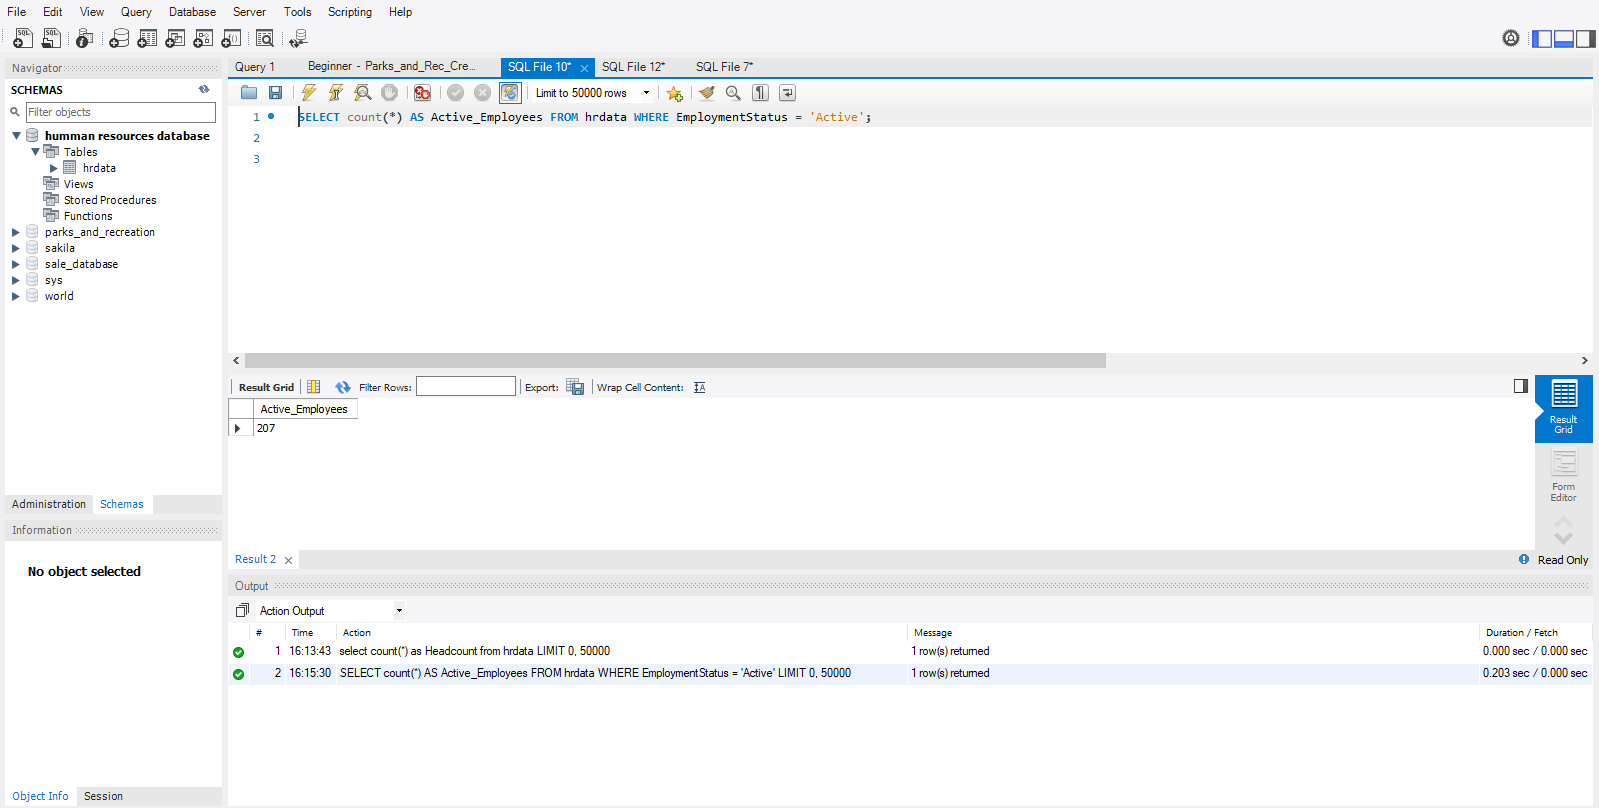 File Edit View Query Database Server Tools Scripting Help
Navigator
SCHEMAS
Filter objects
humman resources database
Tables
hrdata
Views
Stored Procedures
Functions
parks_and_recreation
sakila
sale_database
sys
world
Administration Schemas
Information
No object selected
Object Info Session
Query 1 Beginner - Parks_and_Rec_Cre... SQL File 10* SQL File 12* SQL File 7*
Limit to 50000 rows
1 SELECT count(*) AS Active_Employees FROM hrdata WHERE EmploymentStatus = 'Active';
2
3
Result Grid Filter Rows: Export: Wrap Cell Content:
Active_Employees
207
Result Grid
Form Editor
Result 2 Read Only
Output
Action Output
# Time Action Message Duration / Fetch
1 16:13:43 select count(*) as Headcount from hrdata LIMIT 0, 50000 1 row(s) returned 0.000 sec / 0.000 sec
2 16:15:30 SELECT count(*) AS Active_Employees FROM hrdata WHERE EmploymentStatus = 'Active' LIMIT 0, 50000 1 row(s) returned 0.203 sec / 0.000 sec